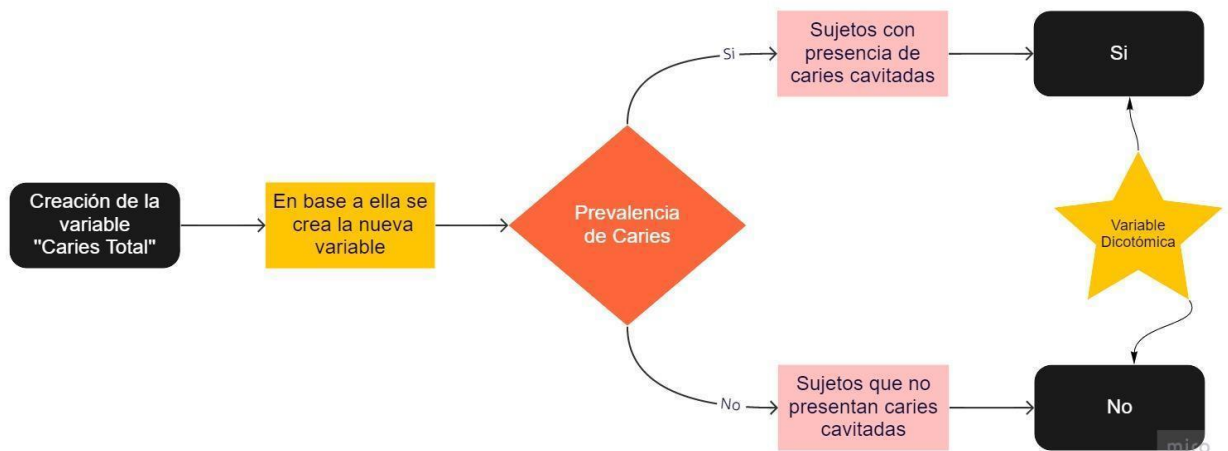 Creación de la
variable
"Caries Total"
En base a ella se
crea la nueva
variable
Prevalencia
de Caries
Si
Sujetos con
presencia de
caries cavitadas
Si
Variable
Dicotómica
No
Sujetos que no
presentan caries
cavitadas
No
miro